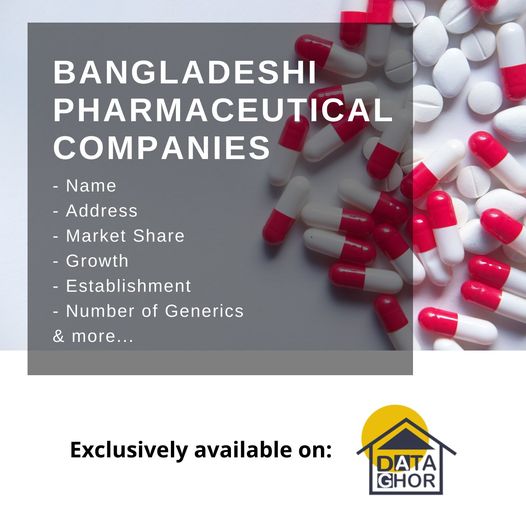 BANGLADESHI
PHARMACEUTICAL
COMPANIES
- Name
- Address
- Market Share
- Growth
- Establishment
- Number of Generics
& more...
Exclusively available on:
DATA
GHOR